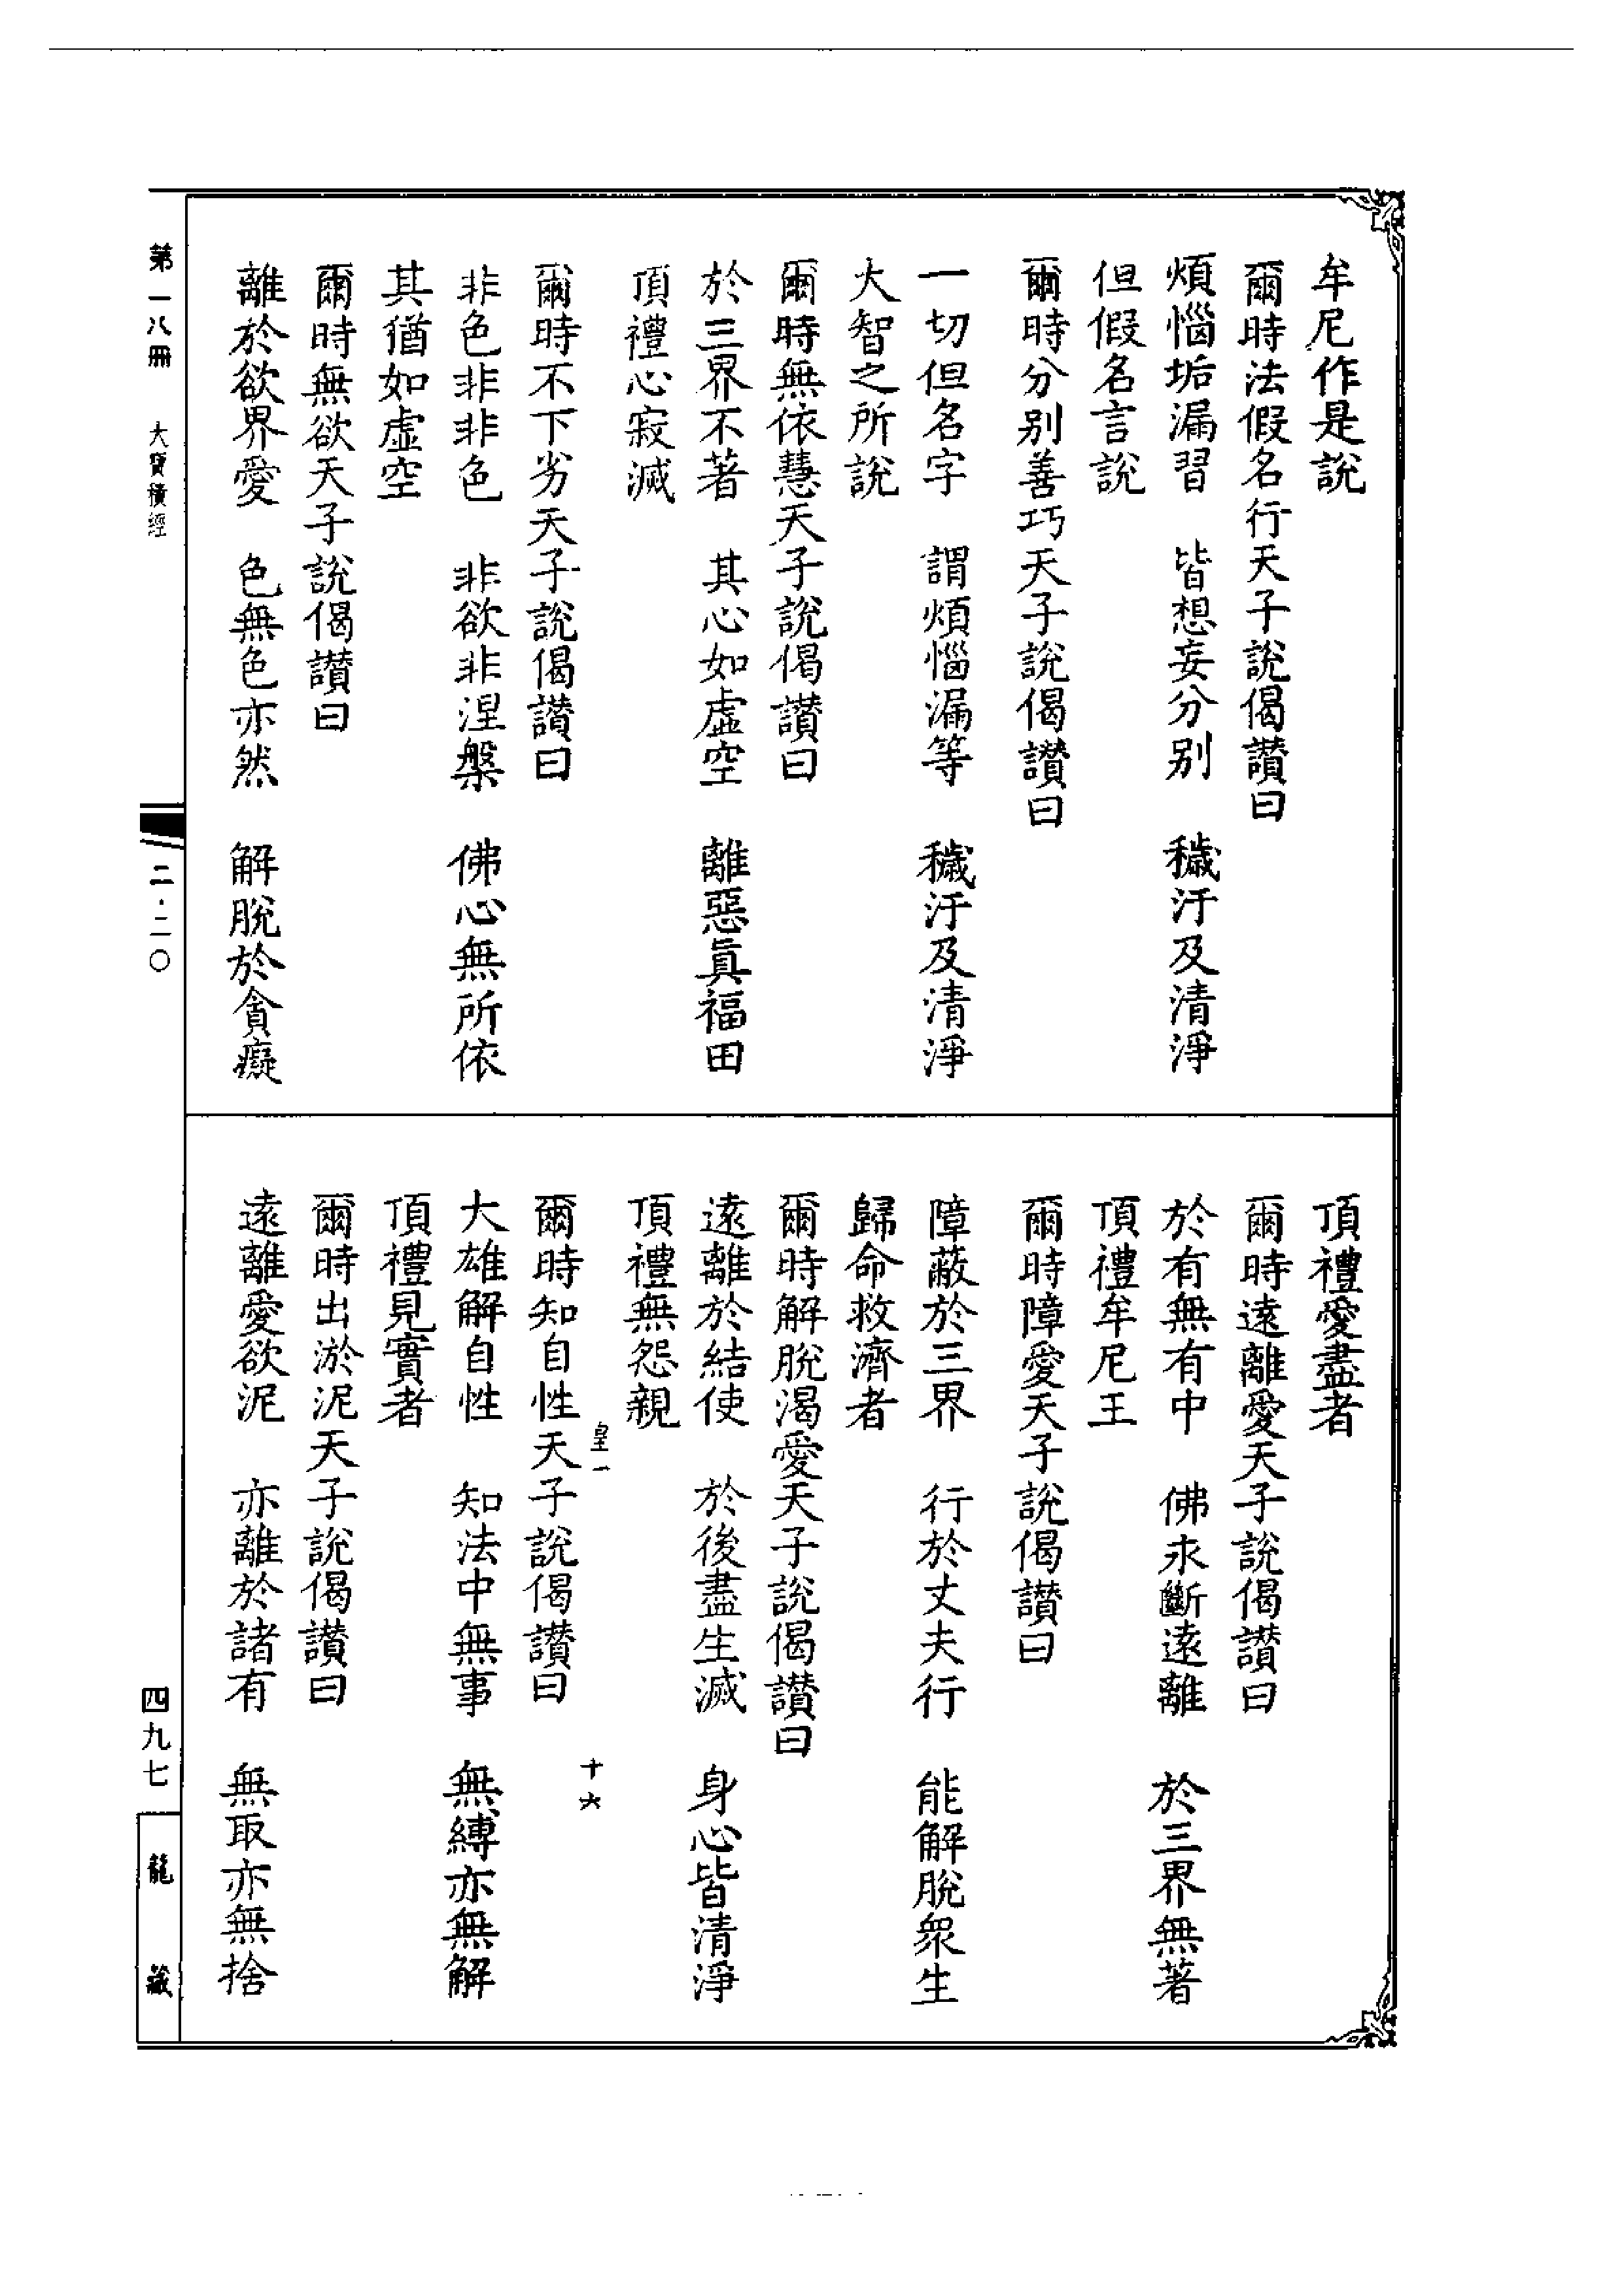 牟尼作是說
爾時法假名行天子說偈讚曰
煩惱垢漏習　皆想妄分別　穢汙及清淨
但假名言說
爾時分別善巧天子說偈讚曰
一切但名字　謂煩惱漏等　穢汙及清淨
大智之所說
爾時無依慧天子說偈讚曰
於三界不著　其心如虛空　離惡真福田
頂禮心寂滅
爾時不下劣天子說偈讚曰
非色非非色　非欲非涅槃　佛心無所依
其猶如虛空
爾時無欲天子說偈讚曰
離於欲界愛　色無色亦然　解脫於貪癡
頂禮愛盡者
爾時遠離愛天子說偈讚曰
於有無有中　佛永斷遠離　於三界無著
頂禮牟尼王
爾時障愛天子說偈讚曰
障蔽於三界　行於丈夫行　能解脫眾生
歸命救濟者
爾時解脫渴愛天子說偈讚曰
遠離於結使　於後盡生滅　身心皆清淨
頂禮無怨親
皇一　十六
爾時知自性天子說偈讚曰
大雄解自性　知法中無事　無縛亦無解
頂禮見實者
爾時出淤泥天子說偈讚曰
遠離愛欲泥　亦離於諸有　無取亦無捨
第一八冊　大寶積經　二·二〇　四九七　龍藏